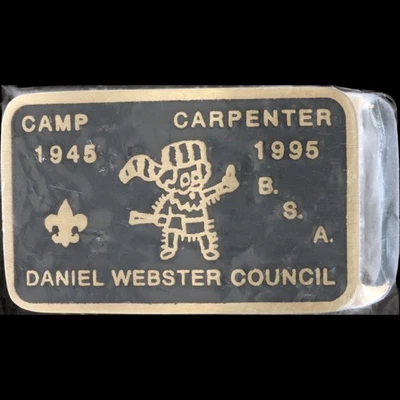 CAMP CARPENTER
1945 1995
B.
S.
A.
DANIEL WEBSTER COUNCIL